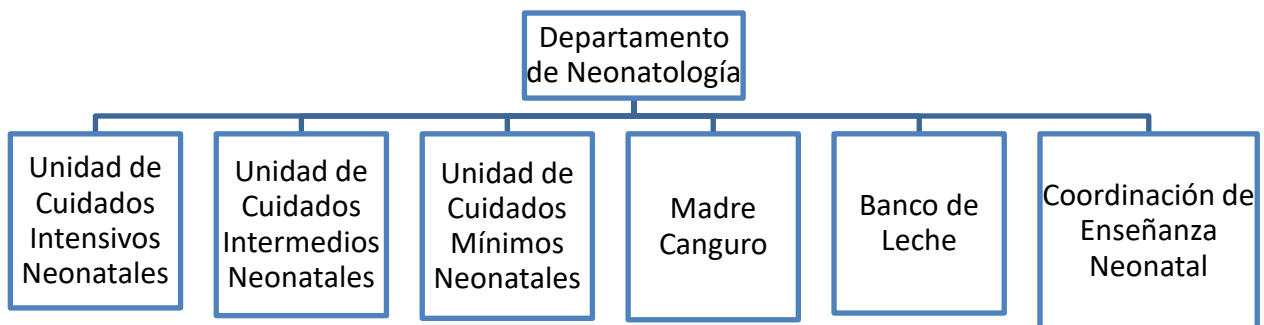 Departamento
de Neonatología
Unidad de
Cuidados
Intensivos
Neonatales
Unidad de
Cuidados
Intermedios
Neonatales
Unidad de
Cuidados
Mínimos
Neonatales
Madre
Canguro
Banco de
Leche
Coordinación de
Enseñanza
Neonatal